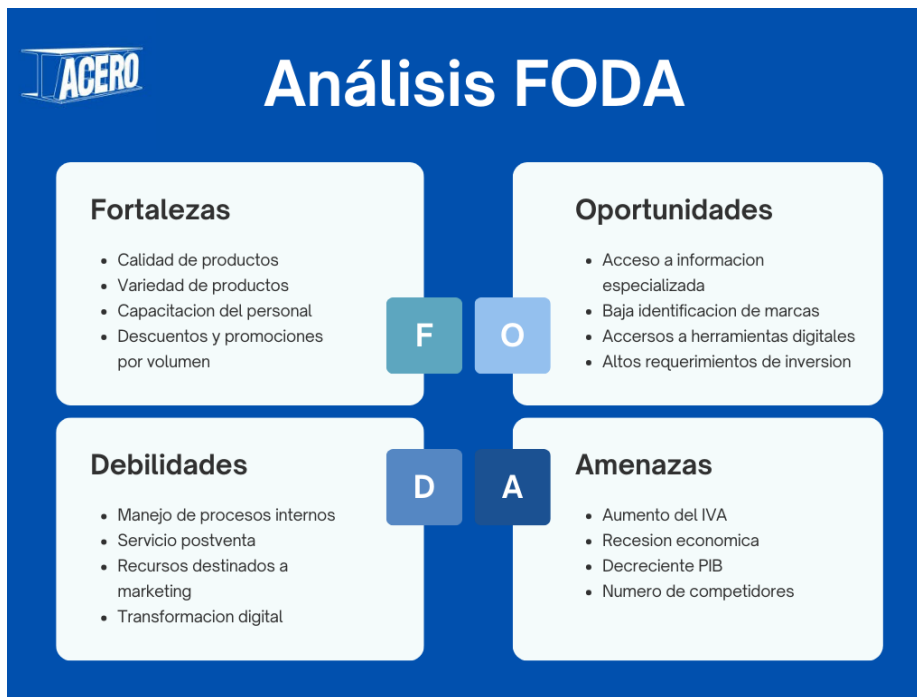 ACERO
Análisis FODA
Fortalezas
• Calidad de productos
• Variedad de productos
• Capacitacion del personal
• Descuentos y promociones
por volumen
F
O
Oportunidades
• Acceso a informacion
especializada
• Baja identificacion de marcas
• Accersos a herramientas digitales
• Altos requerimientos de inversion
Debilidades
• Manejo de procesos internos
• Servicio postventa
• Recursos destinados a
marketing
• Transformacion digital
D
A
Amenazas
• Aumento del IVA
• Recesion economica
• Decreciente PIB
• Numero de competidores